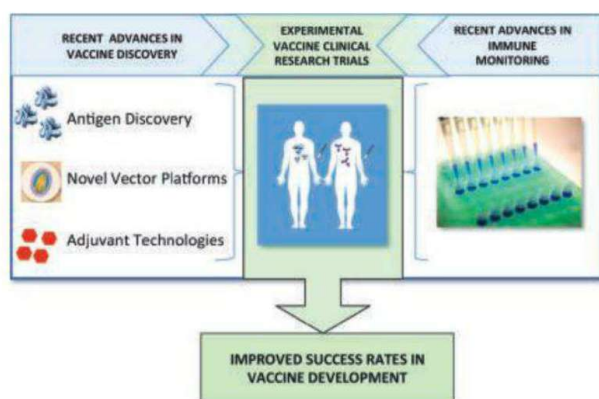 RECENT ADVANCES IN
VACCINE DISCOVERY
EXPERIMENTAL
VACCINE CLINICAL
RESEARCH TRIALS
RECENT ADVANCES IN
IMMUNE
MONITORING
Antigen Discovery
Novel Vector Platforms
Adjuvant Technologies
IMPROVED SUCCESS RATES IN
VACCINE DEVELOPMENT